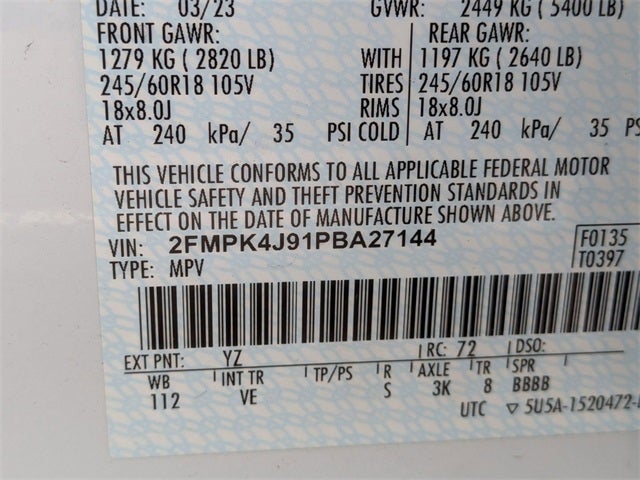 DATE: 03/23 GVWR: 2449 KG ( 5400 LB)
FRONT GAWR: REAR GAWR:
1279 KG ( 2820 LB) WITH 1197 KG ( 2640 LB)
245/60R18 105V TIRES 245/60R18 105V
18x8.0J RIMS 18x8.0J
AT 240 kPa/ 35 PSI COLD AT 240 kPa/ 35 PS
THIS VEHICLE CONFORMS TO ALL APPLICABLE FEDERAL MOTOR
VEHICLE SAFETY AND THEFT PREVENTION STANDARDS IN
EFFECT ON THE DATE OF MANUFACTURE SHOWN ABOVE.
VIN: 2FMPK4J91PBA27144 F0135
TYPE: MPV T0397
EXT PNT: YZ RC: 72 DSO:
WB INT TR TP/PS R AXLE TR SPR
112 VE S 3K 8 BBBB
UTC ▽ 5U5A-1520472-